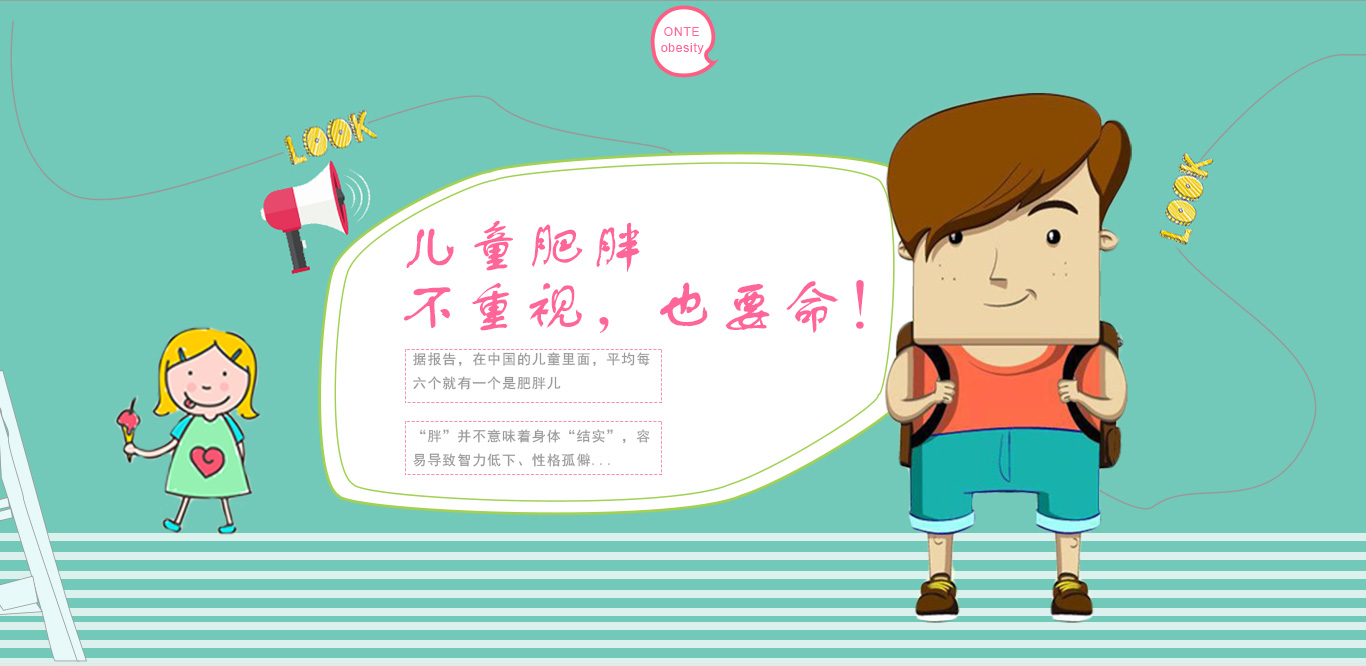 ONTE
obesity
LOOK
LOOK
儿童肥胖
不重视，也要命！
据报告，在中国的儿童里面，平均每
六个就有一个是肥胖儿
“胖”并不意味着身体“结实”，容
易导致智力低下、性格孤僻...